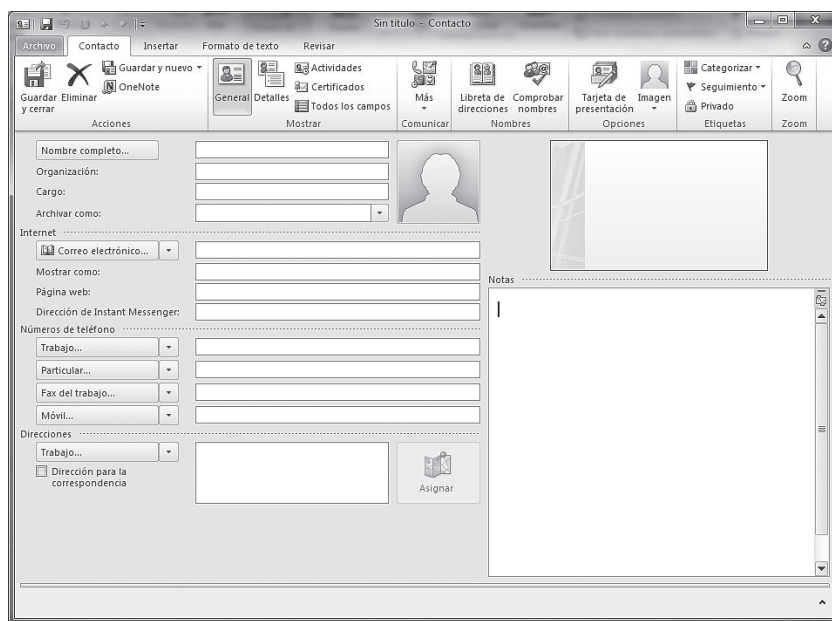 Sin título - Contacto
Archivo Contacto Insertar Formato de texto Revisar
Guardar y cerrar
Eliminar
Guardar y nuevo
OneNote
Acciones
General
Detalles
Actividades
Certificados
Todos los campos
Mostrar
Más
Comunicar
Libreta de direcciones
Comprobar nombres
Nombres
Tarjeta de presentación
Imagen
Opciones
Categorizar
Seguimiento
Privado
Etiquetas
Zoom
Zoom
Nombre completo...
Organización:
Cargo:
Archivar como:
Internet
Correo electrónico...
Mostrar como:
Página web:
Dirección de Instant Messenger:
Números de teléfono
Trabajo...
Particular...
Fax del trabajo...
Móvil...
Direcciones
Trabajo...
Dirección para la
correspondencia
Asignar
Notas